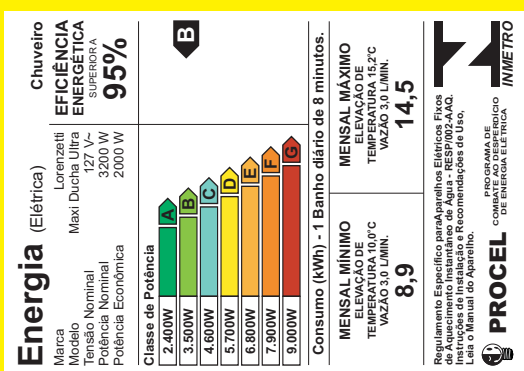 Energia (Elétrica)
Chuveiro
Marca Lorenzetti
Modelo Maxi Ducha Ultra
Tensão Nominal 127 V~
Potência Nominal 3200 W
Potência Econômica 2000 W
EFICIÊNCIA
ENERGÉTICA
SUPERIOR A
95%
Classe de Potência
2.400W A
3.500W B
4.600W C
5.700W D
6.800W E
7.900W F
9.000W G
B
Consumo (kWh) - 1 Banho diário de 8 minutos.
MENSAL MÍNIMO
ELEVAÇÃO DE
TEMPERATURA 10,0°C
VAZÃO 3,0 L/MIN.
8,9
MENSAL MÁXIMO
ELEVAÇÃO DE
TEMPERATURA 15,2°C
VAZÃO 3,0 L/MIN.
14,5
Regulamento Específico paraAparelhos Elétricos Fixos
de Aquecimento Instantâneo de Água - RESP/002-AAQ.
Instruções de Instalação e Recomendações de Uso,
Leia o Manual do Aparelho.
PROCEL
PROGRAMA DE
COMBATE AO DESPERDÍCIO
DE ENERGIA ELÉTRICA
INMETRO